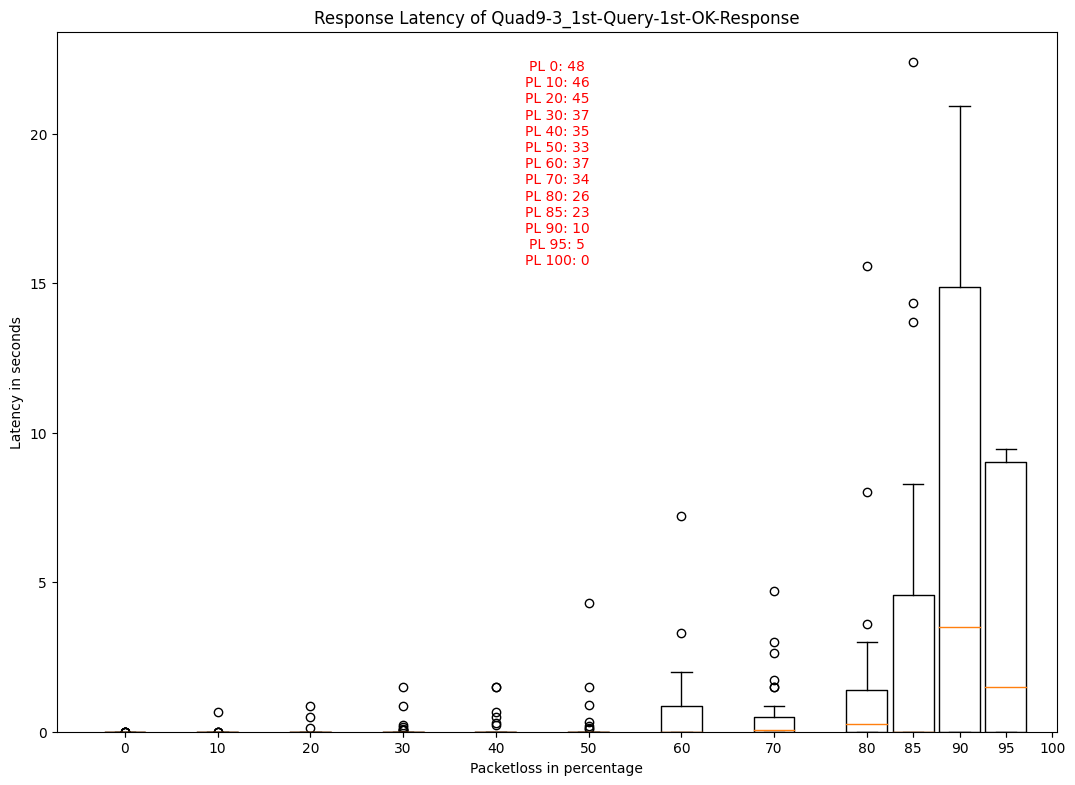 Response Latency of Quad9-3_1st-Query-1st-OK-Response
PL 0: 48
PL 10: 46
PL 20: 45
PL 30: 37
PL 40: 35
PL 50: 33
PL 60: 37
PL 70: 34
PL 80: 26
PL 85: 23
PL 90: 10
PL 95: 5
PL 100: 0
Latency in seconds
20
15
10
5
0
0 10 20 30 40 50 60 70 80 85 90 95 100
Packetloss in percentage